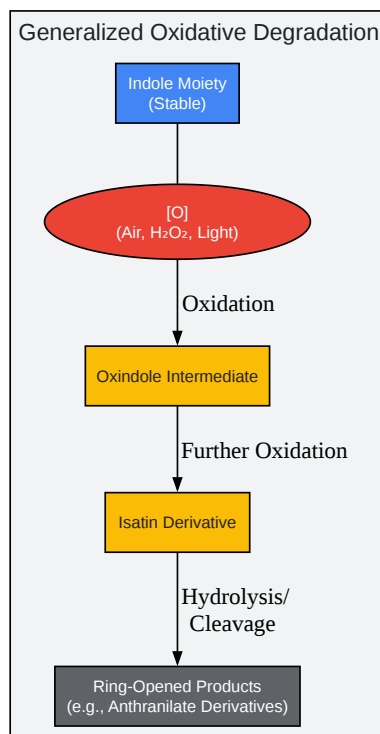 Generalized Oxidative Degradation
Indole Moiety
(Stable)
[O]
(Air, H₂O₂, Light)
Oxidation
Oxindole Intermediate
Further Oxidation
Isatin Derivative
Hydrolysis/
Cleavage
Ring-Opened Products
(e.g., Anthranilate Derivatives)